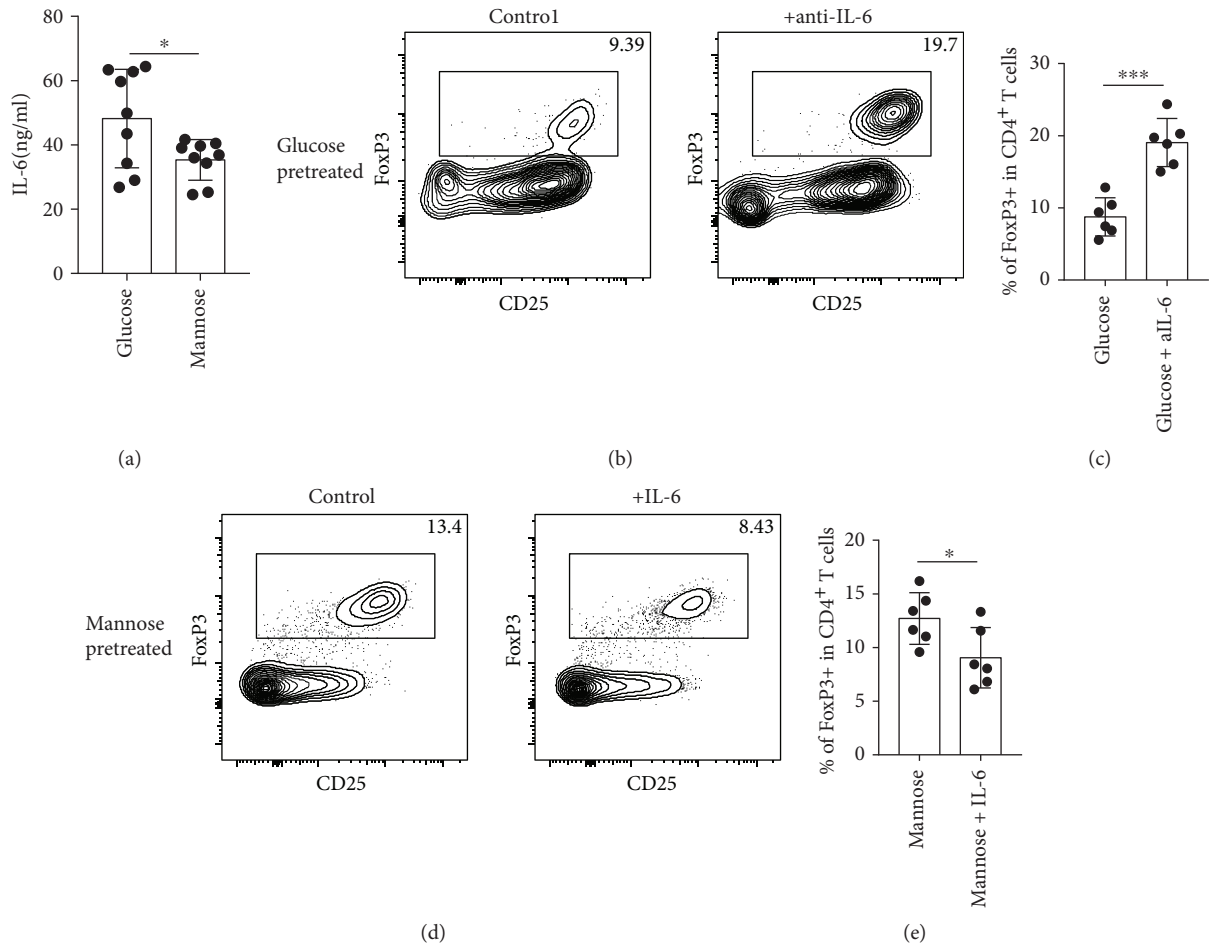 80
60
40
20
0
IL-6(ng/ml)
*
Glucose
Mannose
(a)
Contro1
+anti-IL-6
Glucose
pretreated
FoxP3
9.39
CD25
FoxP3
19.7
CD25
(b)
30
20
10
0
% of FoxP3+ in CD4+ T cells
***
Glucose
Glucose + aIL-6
(c)
Control
+IL-6
Mannose
pretreated
FoxP3
13.4
CD25
FoxP3
8.43
CD25
(d)
20
15
10
5
0
% of FoxP3+ in CD4+ T cells
*
Mannose
Mannose + IL-6
(e)